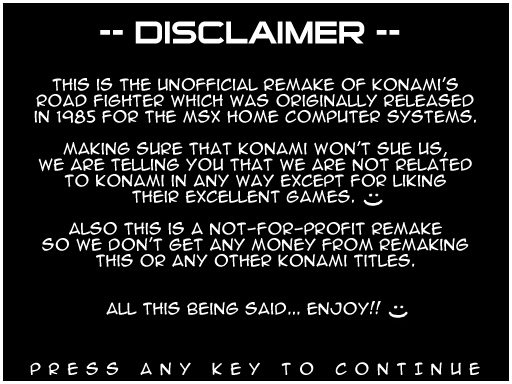 -- DISCLAIMER --
THIS IS THE UNOFFICIAL REMAKE OF KONAMI'S
ROAD FIGHTER WHICH WAS ORIGINALLY RELEASED
IN 1985 FOR THE MSX HOME COMPUTER SYSTEMS.
MAKING SURE THAT KONAMI WON'T SUE US,
WE ARE TELLING YOU THAT WE ARE NOT RELATED
TO KONAMI IN ANY WAY EXCEPT FOR LIKING
THEIR EXCELLENT GAMES. :)
ALSO THIS IS A NOT-FOR-PROFIT REMAKE
SO WE DON'T GET ANY MONEY FROM REMAKING
THIS OR ANY OTHER KONAMI TITLES.
ALL THIS BEING SAID... ENJOY!! :)
PRESS ANY KEY TO CONTINUE